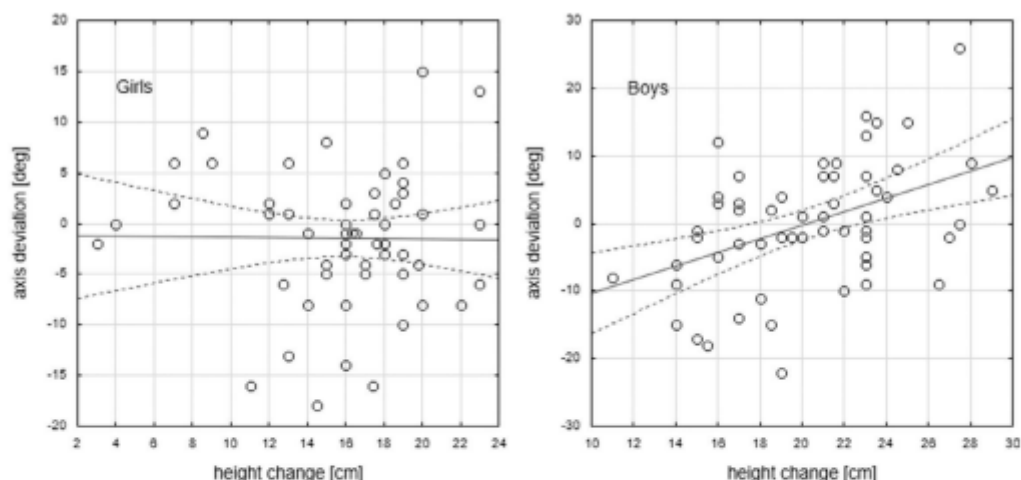 Girls
axis deviation [deg]
20
15
10
5
0
-5
-10
-15
-20
2 4 6 8 10 12 14 16 18 20 22 24
height change [cm]
Boys
axis deviation [deg]
30
20
10
0
-10
-20
-30
10 12 14 16 18 20 22 24 26 28 30
height change [cm]